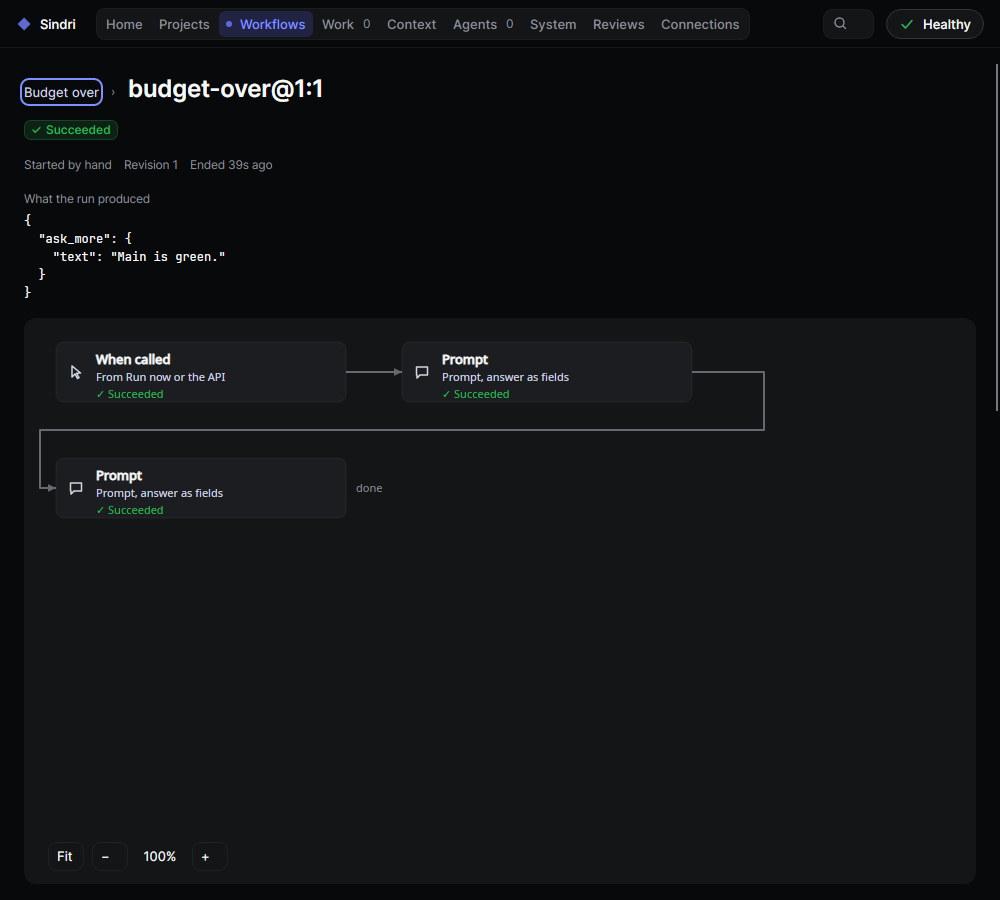 Sindri Home Projects Workflows Work 0 Context Agents 0 System Reviews Connections Healthy
Budget over › budget-over@1:1
✓ Succeeded
Started by hand Revision 1 Ended 39s ago
What the run produced
{
"ask_more": {
"text": "Main is green."
}
}
When called
From Run now or the API
✓ Succeeded
Prompt
Prompt, answer as fields
✓ Succeeded
Prompt
Prompt, answer as fields
✓ Succeeded
done
Fit − 100% +